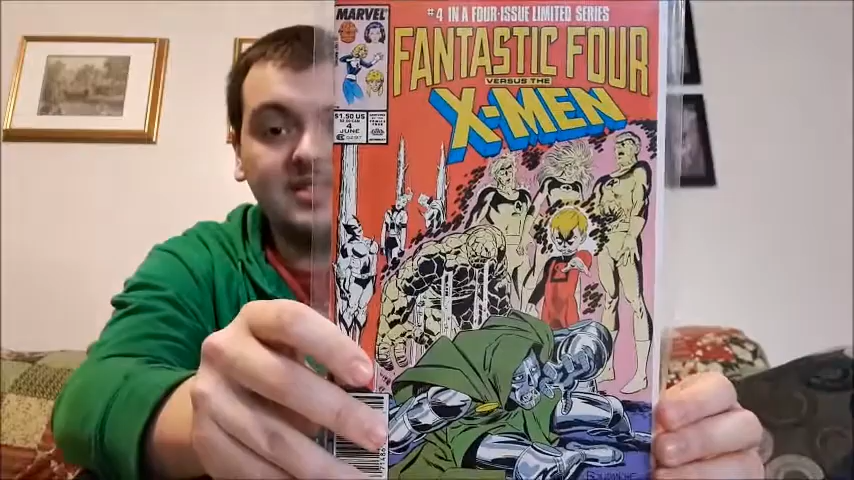 MARVEL
#4 IN A FOUR-ISSUE LIMITED SERIES
FANTASTIC FOUR
VERSUS THE
X-MEN
$1.50 US
4
JUNE